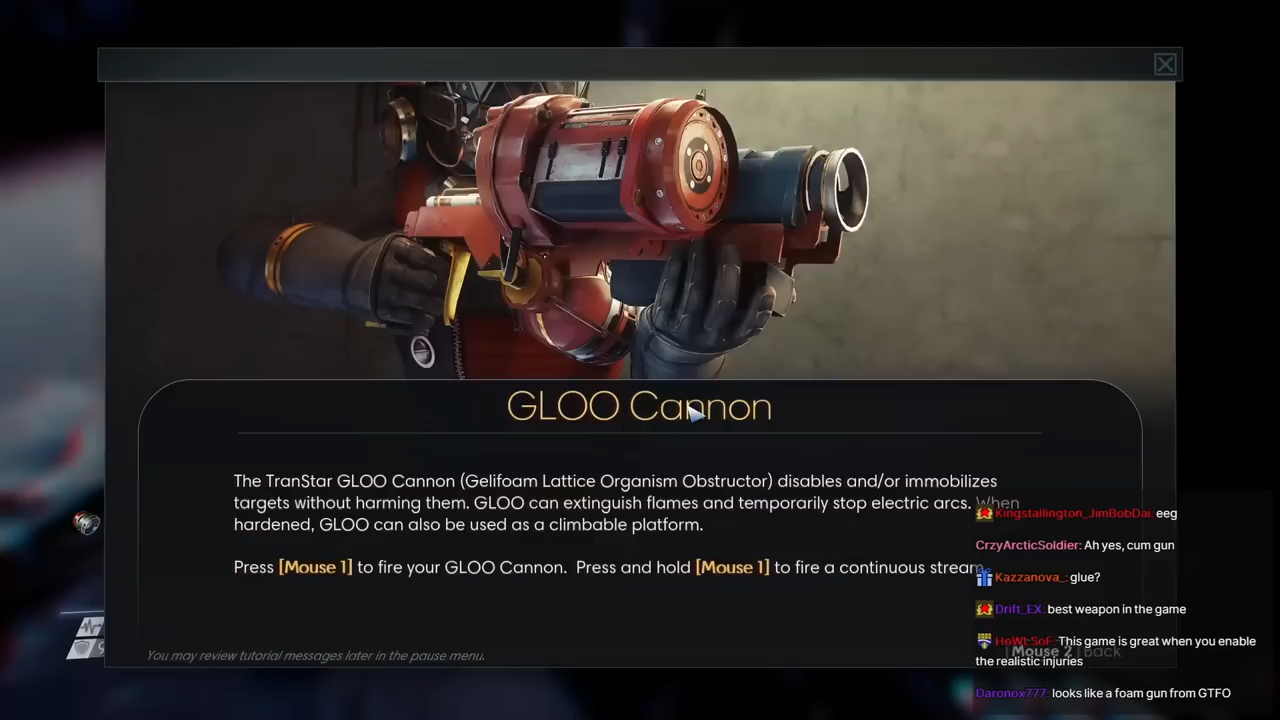 GLOO Cannon
The TranStar GLOO Cannon (Gelifoam Lattice Organism Obstructor) disables and/or immobilizes
targets without harming them. GLOO can extinguish flames and temporarily stop electric arcs. When
hardened, GLOO can also be used as a climbable platform.
Press [Mouse 1] to fire your GLOO Cannon. Press and hold [Mouse 1] to fire a continuous stream
You may review tutorial messages later in the pause menu.
[Mouse 2] Back
Kingstallington_JimBobDai: eeg
CrzyArcticSoldier: Ah yes, cum gun
Kazzanova_: glue?
Drift_EX: best weapon in the game
HoWt-SoF: This game is great when you enable
the realistic injuries
Daronox777: looks like a foam gun from GTFO